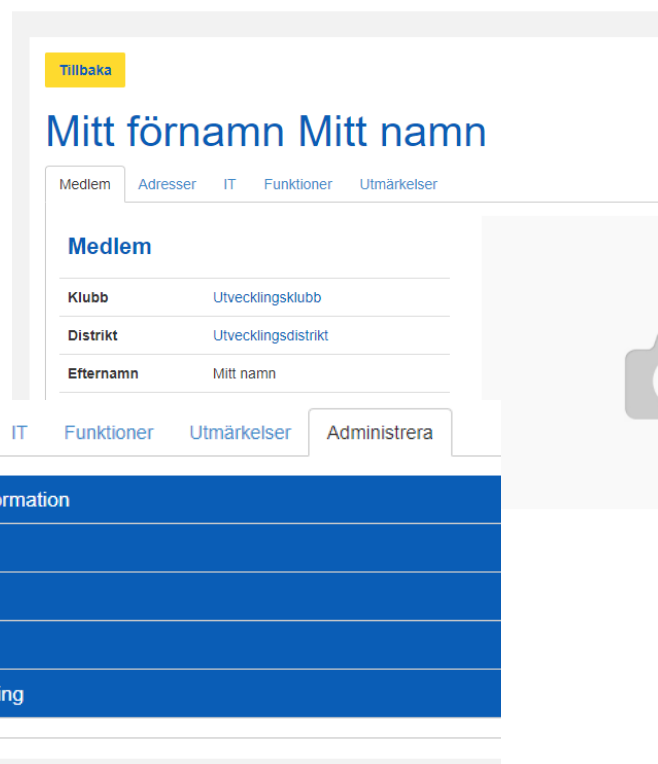 Tillbaka
Mitt förnamn Mitt namn
Medlem Adresser IT Funktioner Utmärkelser
Medlem
Klubb Utvecklingsklubb
Distrikt Utvecklingsdistrikt
Efternamn Mitt namn
IT Funktioner Utmärkelser Administrera
ormation
ing